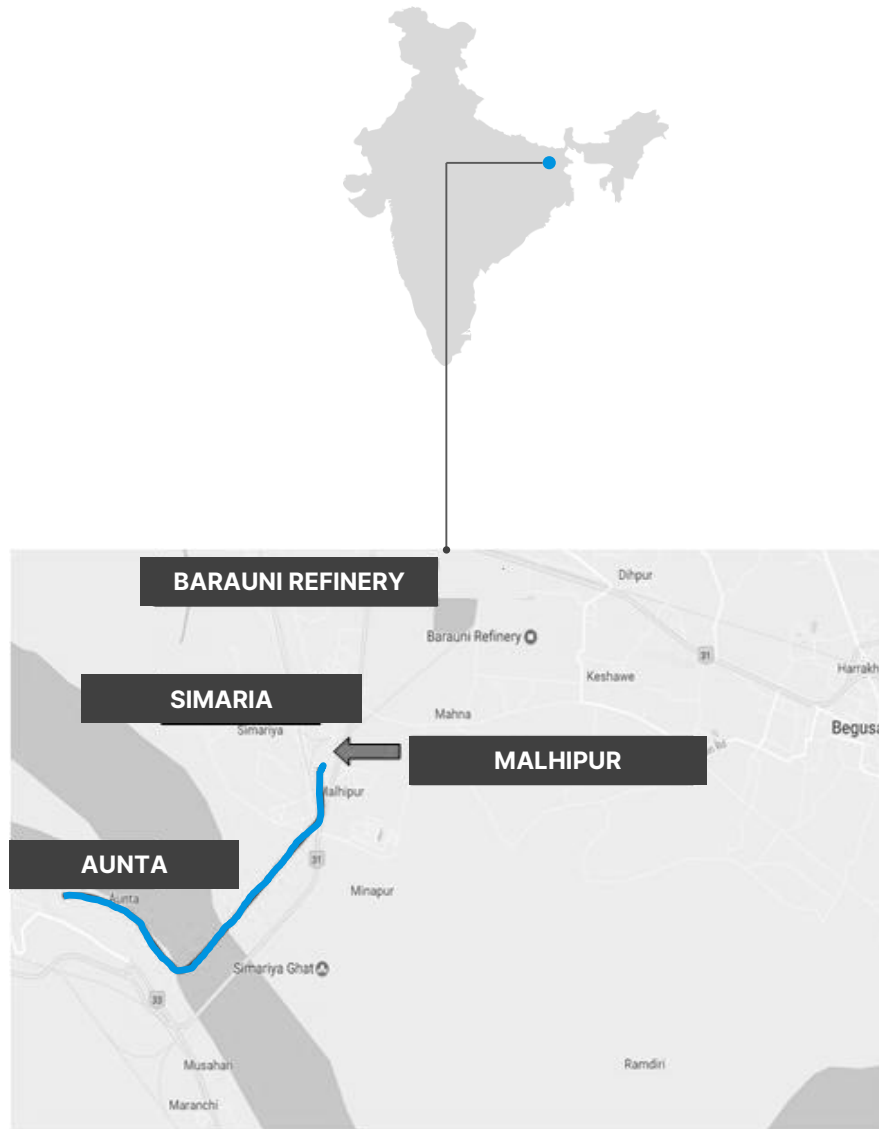 BARAUNI REFINERY
Dihpur
Barauni Refinery
31
Keshawe
Harrakh
SIMARIA
Mahna
Simariya
Begusa
MALHIPUR
Malhipur
31
AUNTA
Aunta
Minapur
Simariya Ghat
33
Musahari
Ramdiri
Maranchi